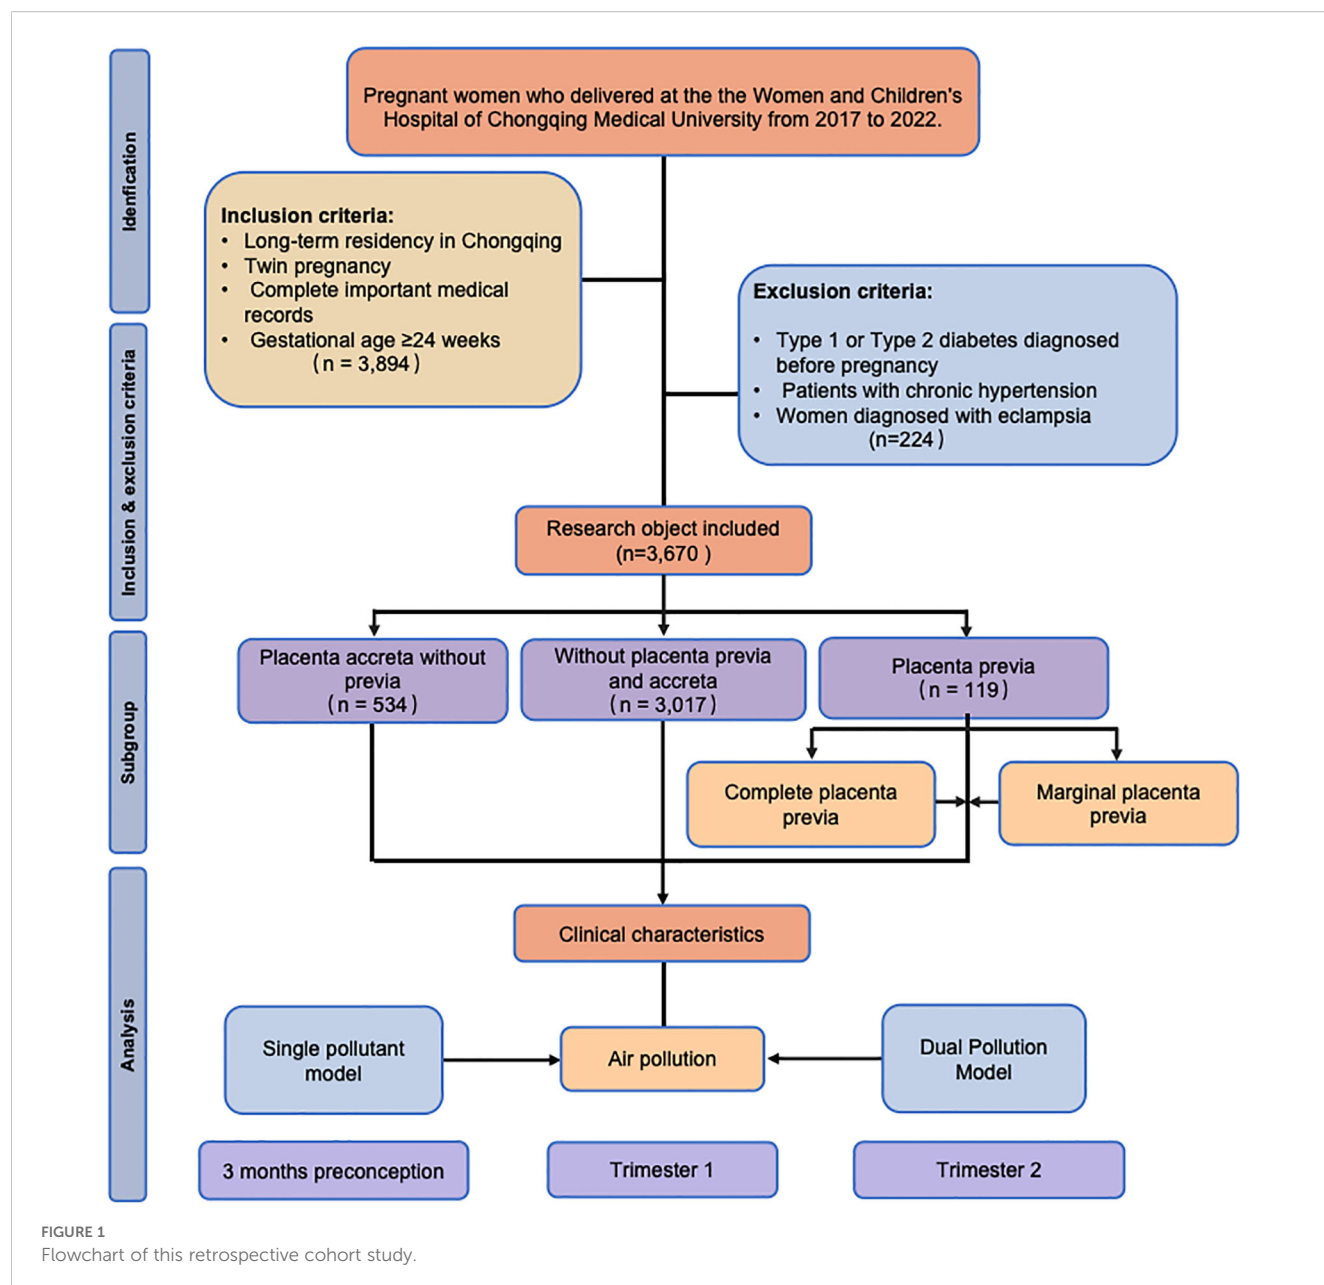 Idenfication
Pregnant women who delivered at the the Women and Children's
Hospital of Chongqing Medical University from 2017 to 2022.
Inclusion criteria:
• Long-term residency in Chongqing
• Twin pregnancy
• Complete important medical
records
• Gestational age ≥24 weeks
(n = 3,894)
Exclusion criteria:
• Type 1 or Type 2 diabetes diagnosed
before pregnancy
• Patients with chronic hypertension
• Women diagnosed with eclampsia
(n=224)
Inclusion & exclusion criteria
Research object included
(n=3,670 )
Subgroup
Placenta accreta without
previa
(n = 534)
Without placenta previa
and accreta
(n = 3,017)
Placenta previa
(n = 119)
Complete placenta
previa
Marginal placenta
previa
Analysis
Clinical characteristics
Single pollutant
model
Air pollution
Dual Pollution
Model
3 months preconception
Trimester 1
Trimester 2
FIGURE 1
Flowchart of this retrospective cohort study.